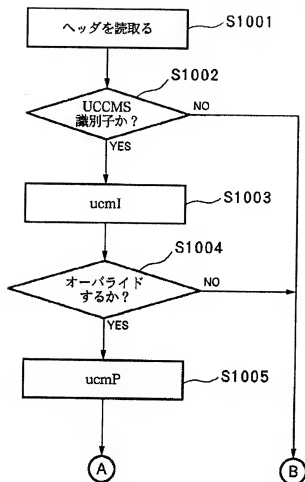 ヘッダを読取る
S1001
S1002
UCCMS
識別子か?
NO
YES
ucmI
S1003
S1004
オーバライド
するか?
NO
YES
ucmP
S1005
A
B